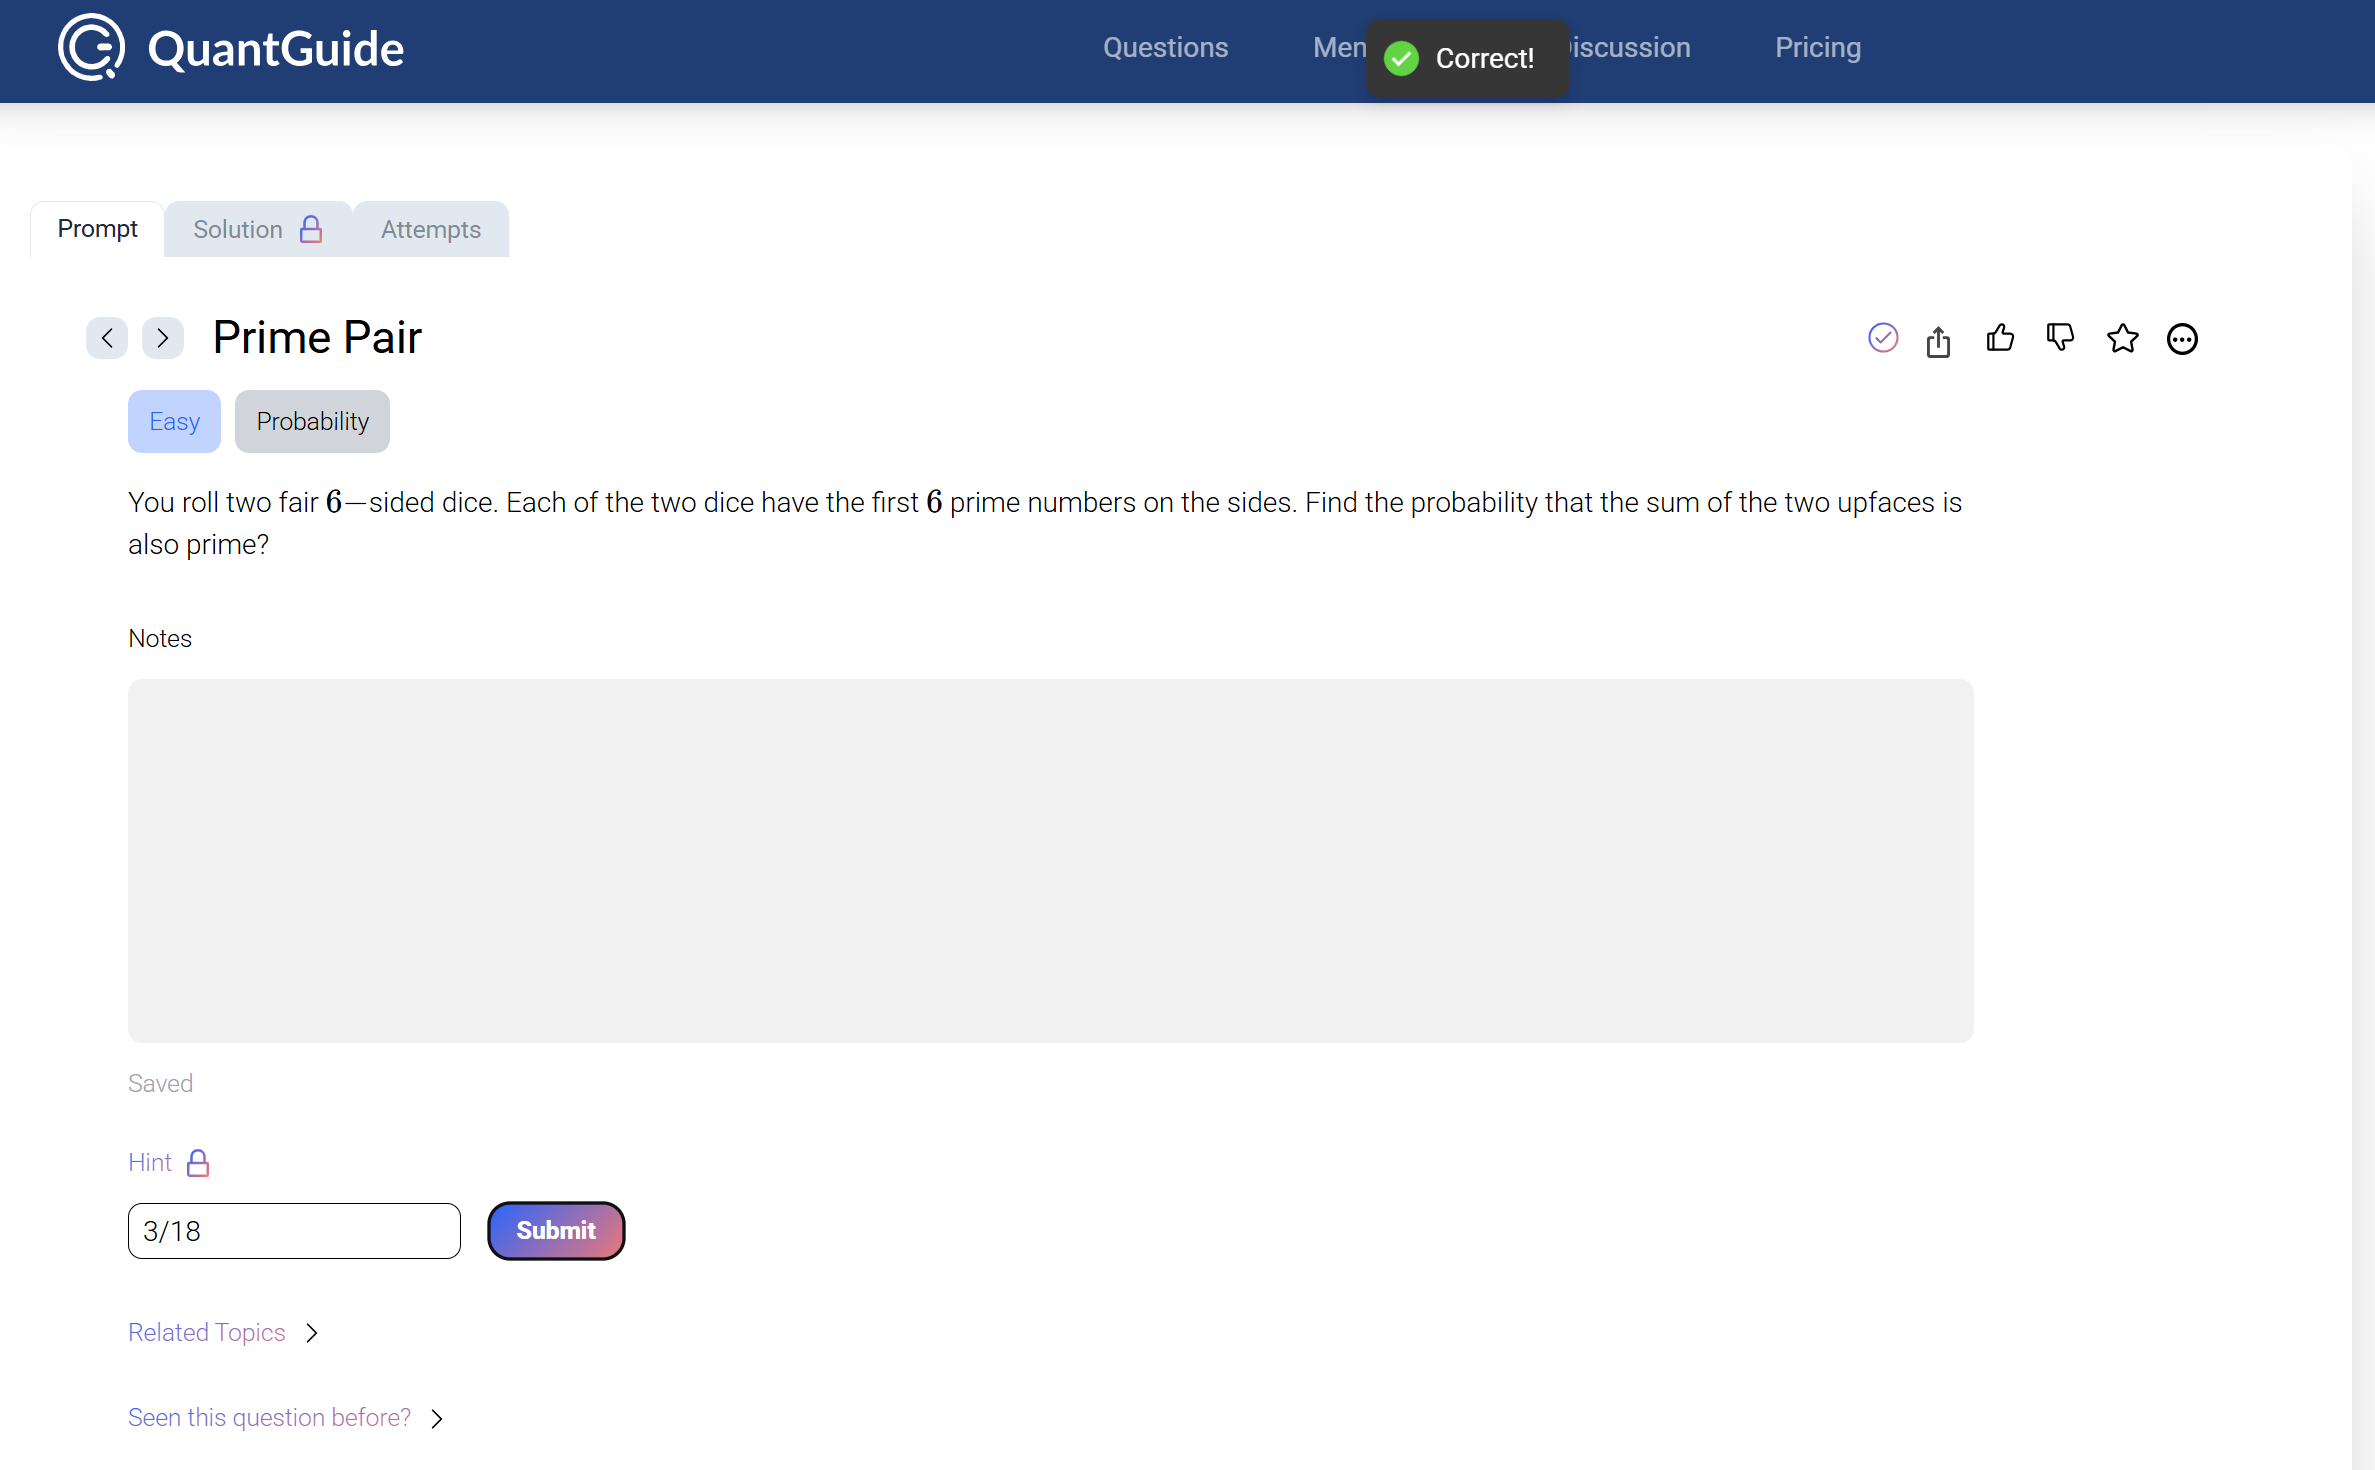 QuantGuide
Questions
Men
Correct!
iscussion
Pricing
Prompt
Solution
Attempts
Prime Pair
Easy
Probability
You roll two fair 6—sided dice. Each of the two dice have the first 6 prime numbers on the sides. Find the probability that the sum of the two upfaces is
also prime?
Notes
Saved
Hint
3/18
Submit
Related Topics
Seen this question before?